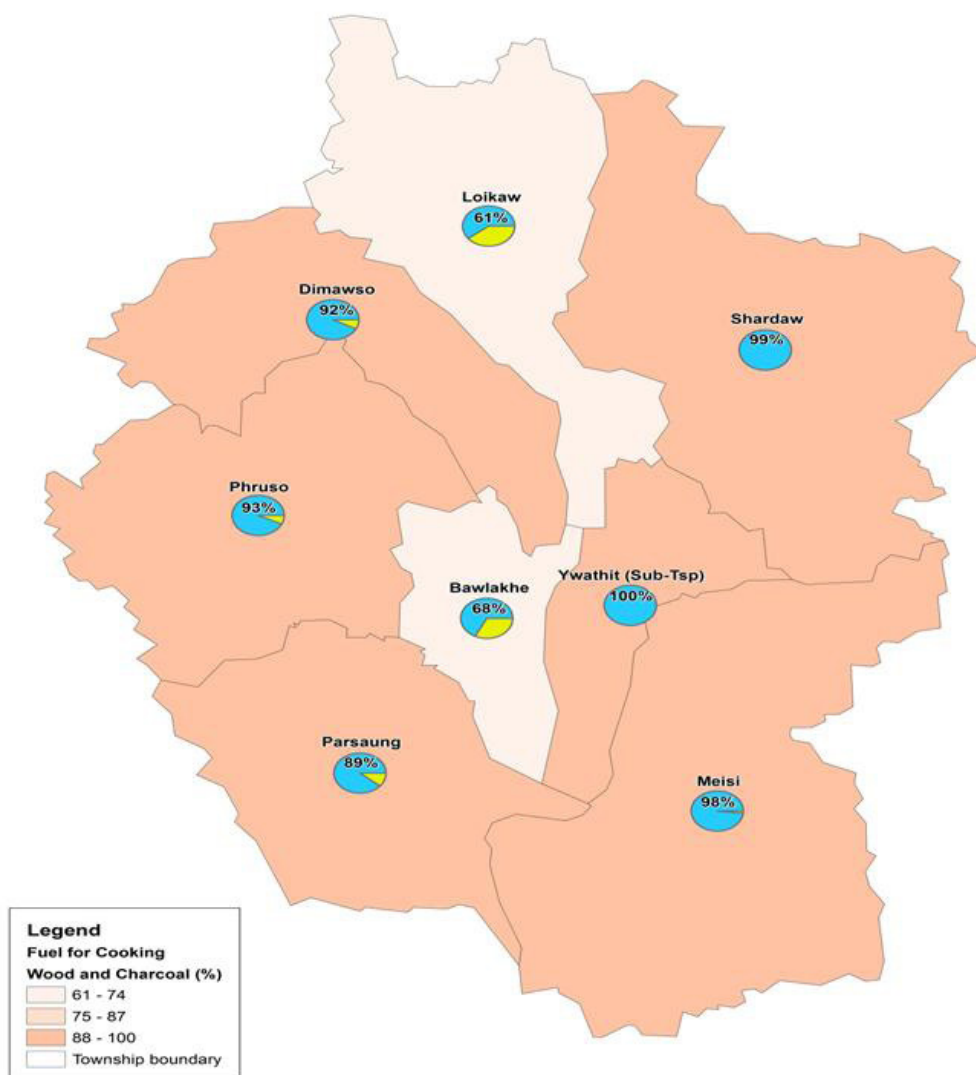 Loikaw
61%
Dimawso
92%
Shardaw
99%
Phruso
93%
Ywathit (Sub-Tsp)
100%
Bawlakhe
68%
Parsaung
89%
Meisi
98%
Legend
Fuel for Cooking
Wood and Charcoal (%)
61 - 74
75 - 87
88 - 100
Township boundary